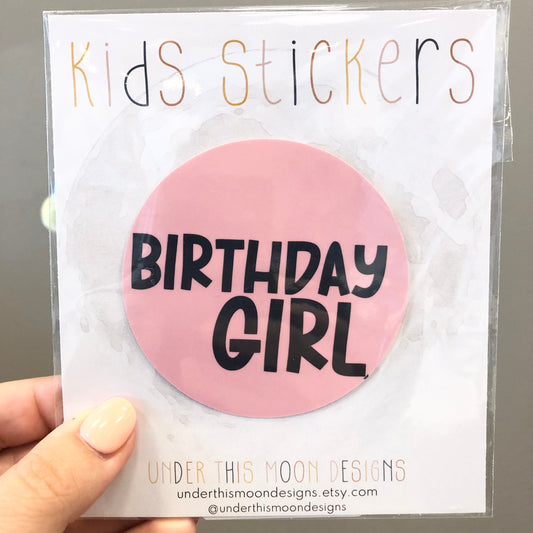 Kids Stickers
BIRTHDAY
GIRL
UNDER THIS MOON DESIGNS
underthismoondesigns.etsy.com
@underthismoondesigns